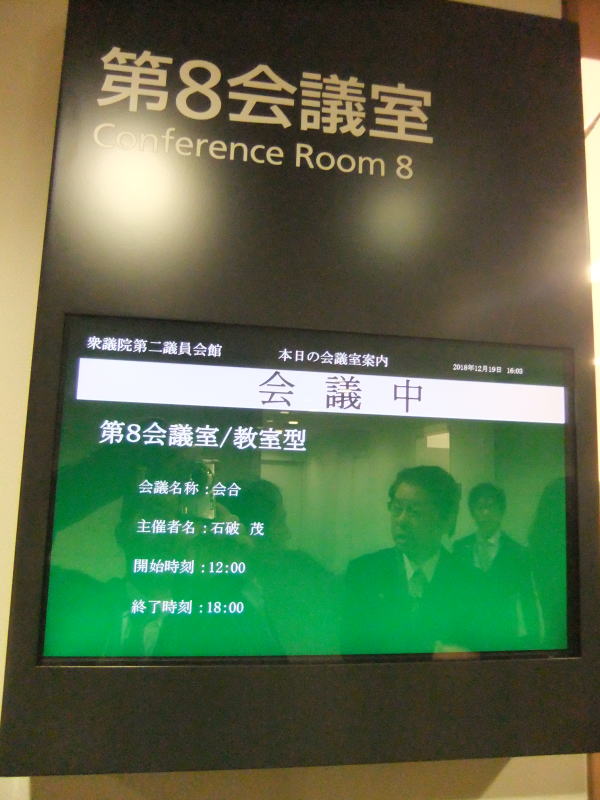 第8会議室
Conference Room 8
衆議院第二議員会館 本日の会議室案内 2018年12月19日 16:03
会議中
第8会議室/教室型
会議名称:会合
主催者名:石破 茂
開始時刻:12:00
終了時刻:18:00